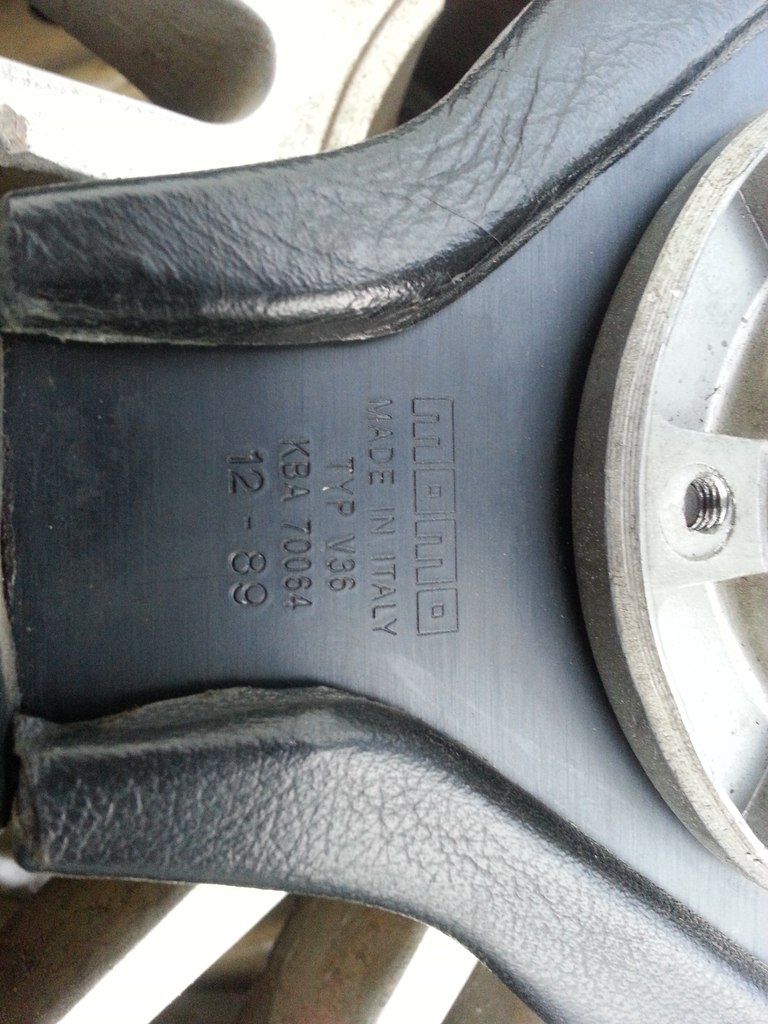 momo
MADE IN ITALY
TYP V36
KBA 70064
12-89